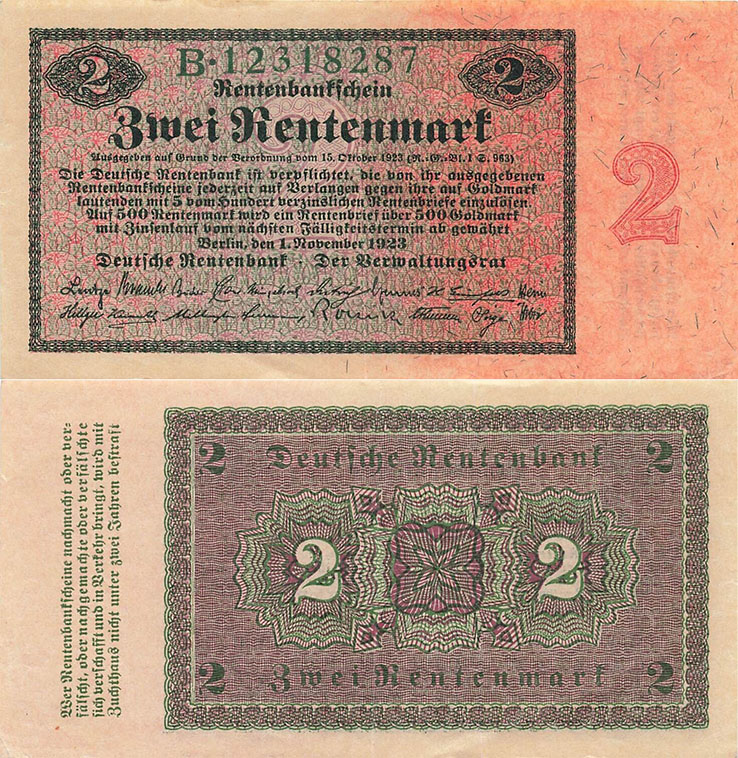 2 B·12318287 2
Rentenbankschein
Zwei Rentenmark
Ausgegeben auf Grund der Verordnung vom 15. Oktober 1923 (R.-G.-Bl. I S. 963)
Die Deutsche Rentenbank ist verpflichtet, die von ihr ausgegebenen
Rentenbankscheine jederzeit auf Verlangen gegen ihre auf Goldmark
lautenden mit 5 vom Hundert verzinslichen Rentenbriefe einzulösen.
Auf 500 Rentenmark wird ein Rentenbrief über 500 Goldmark
mit Zinsenlauf vom nächsten Fälligkeitstermin ab gewährt
Berlin, den 1. November 1923
Deutsche Rentenbank · Der Verwaltungsrat
2
Wer Rentenbankscheine nachmacht oder ver-
fälscht, oder nachgemachte oder verfälschte
sich verschafft und in Verkehr bringt, wird mit
Zuchthaus nicht unter zwei Jahren bestraft
2 Deutsche Rentenbank 2
2 2
2 Zwei Rentenmark 2